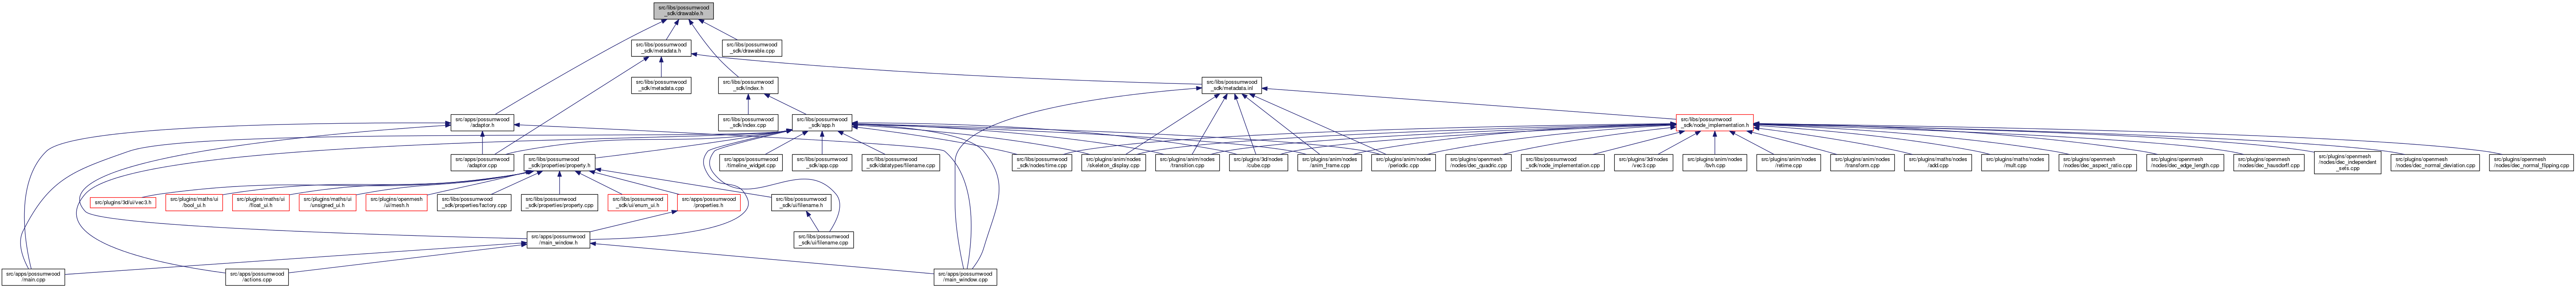 src/libs/possumwood
_sdk/drawable.h
src/libs/possumwood
_sdk/metadata.h
src/libs/possumwood
_sdk/drawable.cpp
src/libs/possumwood
_sdk/metadata.cpp
src/libs/possumwood
_sdk/index.h
src/libs/possumwood
_sdk/metadata.inl
src/apps/possumwood
/adaptor.h
src/libs/possumwood
_sdk/index.cpp
src/libs/possumwood
_sdk/app.h
src/libs/possumwood
_sdk/node_implementation.h
src/apps/possumwood
/adaptor.cpp
src/libs/possumwood
_sdk/properties/property.h
src/apps/possumwood
/timeline_widget.cpp
src/libs/possumwood
_sdk/app.cpp
src/libs/possumwood
_sdk/datatypes/filename.cpp
src/libs/possumwood
_sdk/nodes/time.cpp
src/plugins/anim/nodes
/skeleton_display.cpp
src/plugins/anim/nodes
/transition.cpp
src/plugins/3d/nodes
/cube.cpp
src/plugins/anim/nodes
/anim_frame.cpp
src/plugins/anim/nodes
/periodic.cpp
src/plugins/openmesh
/nodes/dec_quadric.cpp
src/libs/possumwood
_sdk/node_implementation.cpp
src/plugins/3d/nodes
/vec3.cpp
src/plugins/anim/nodes
/bvh.cpp
src/plugins/anim/nodes
/retime.cpp
src/plugins/anim/nodes
/transform.cpp
src/plugins/maths/nodes
/add.cpp
src/plugins/maths/nodes
/mult.cpp
src/plugins/openmesh
/nodes/dec_aspect_ratio.cpp
src/plugins/openmesh
/nodes/dec_edge_length.cpp
src/plugins/openmesh
/nodes/dec_hausdorff.cpp
src/plugins/openmesh
/nodes/dec_independent
_sets.cpp
src/plugins/openmesh
/nodes/dec_normal_deviation.cpp
src/plugins/openmesh
/nodes/dec_normal_flipping.cpp
src/plugins/3d/ui/vec3.h
src/plugins/maths/ui
/bool_ui.h
src/plugins/maths/ui
/float_ui.h
src/plugins/maths/ui
/unsigned_ui.h
src/plugins/openmesh
/ui/mesh.h
src/libs/possumwood
_sdk/properties/factory.cpp
src/libs/possumwood
_sdk/properties/property.cpp
src/libs/possumwood
_sdk/ui/enum_ui.h
src/apps/possumwood
/properties.h
src/libs/possumwood
_sdk/ui/filename.h
src/apps/possumwood
/main_window.h
src/libs/possumwood
_sdk/ui/filename.cpp
src/apps/possumwood
/main.cpp
src/apps/possumwood
/actions.cpp
src/apps/possumwood
/main_window.cpp